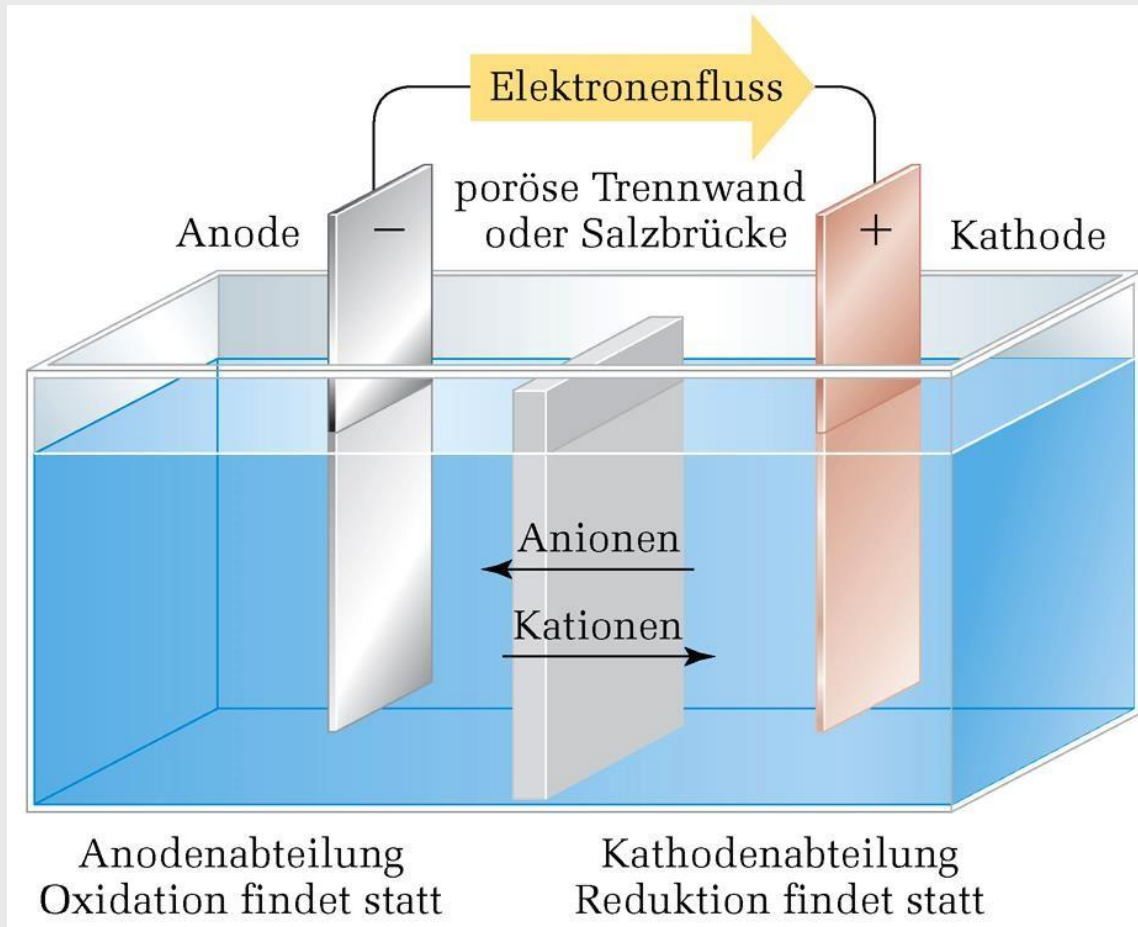 Elektronenfluss
poröse Trennwand
oder Salzbrücke
Anode
−
+
Kathode
Anionen
Kationen
Anodenabteilung
Oxidation findet statt
Kathodenabteilung
Reduktion findet statt